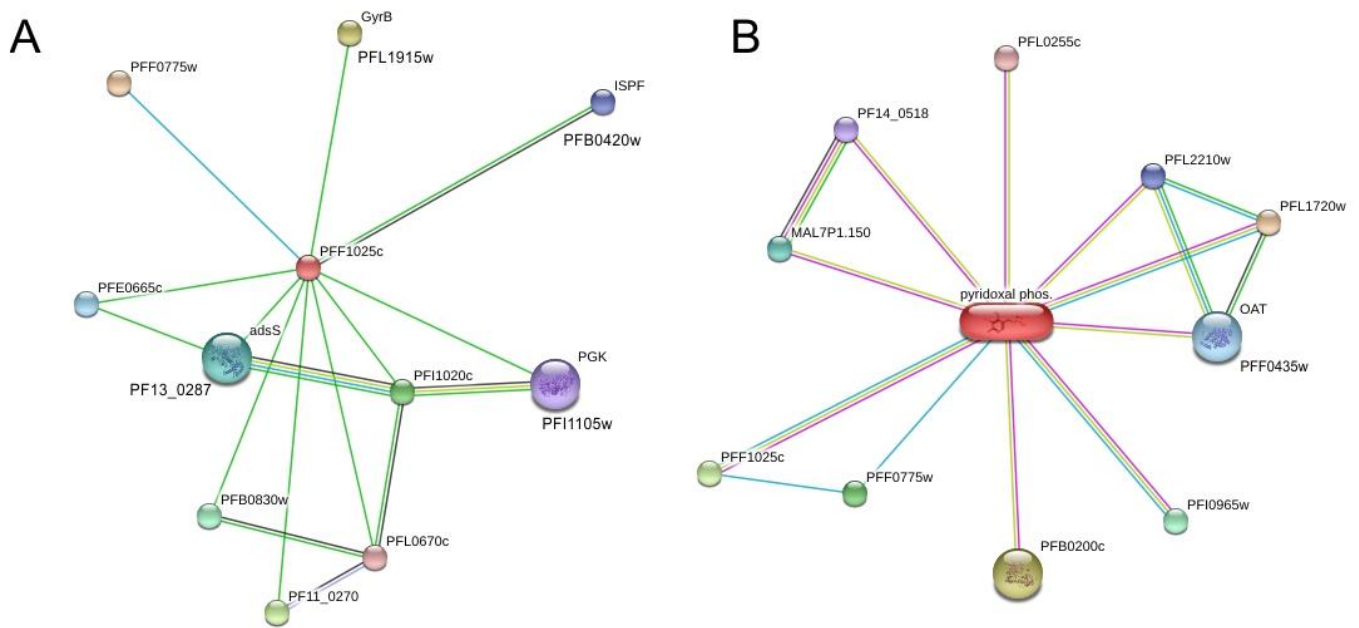 A
GyrB
PFL1915w
PFF0775w
ISPF
PFB0420w
PFF1025c
PFE0665c
adsS
PF13_0287
PFI1020c
PGK
PFI1105w
PFB0830w
PFL0670c
PF11_0270
B
PFL0255c
PF14_0518
PFL2210w
PFL1720w
MAL7P1.150
pyridoxal phos.
OAT
PFF0435w
PFF1025c
PFF0775w
PFI0965w
PFB0200c